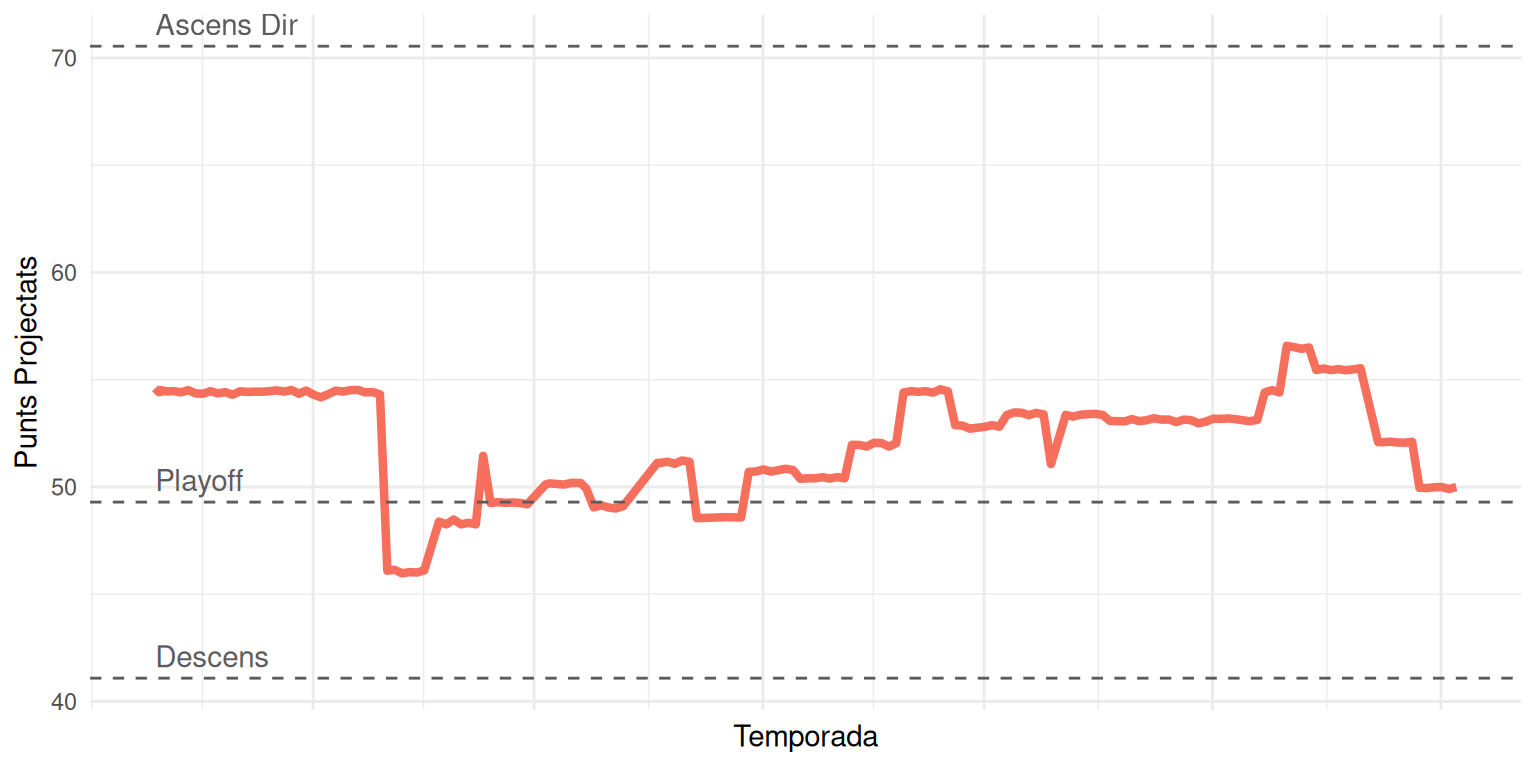 Ascens Dir
70
60
Punts Projectats
Playoff
50
Descens
40
Temporada